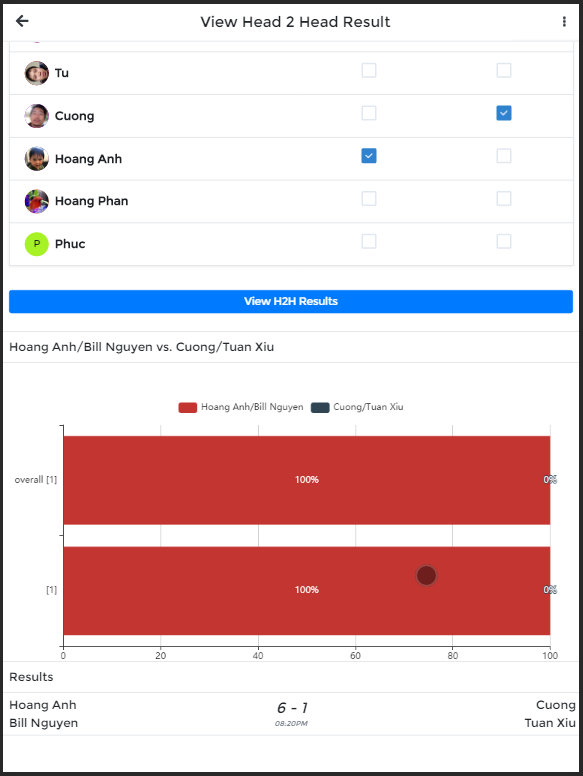 View Head 2 Head Result
Tu
Cuong
Hoang Anh
Hoang Phan
P Phuc
View H2H Results
Hoang Anh/Bill Nguyen vs. Cuong/Tuan Xiu
Hoang Anh/Bill Nguyen Cuong/Tuan Xiu
overall [1] 100% 0%
[1] 100% 0%
0 20 40 60 80 100
Results
Hoang Anh 6 - 1 Cuong
Bill Nguyen 08:20PM Tuan Xiu